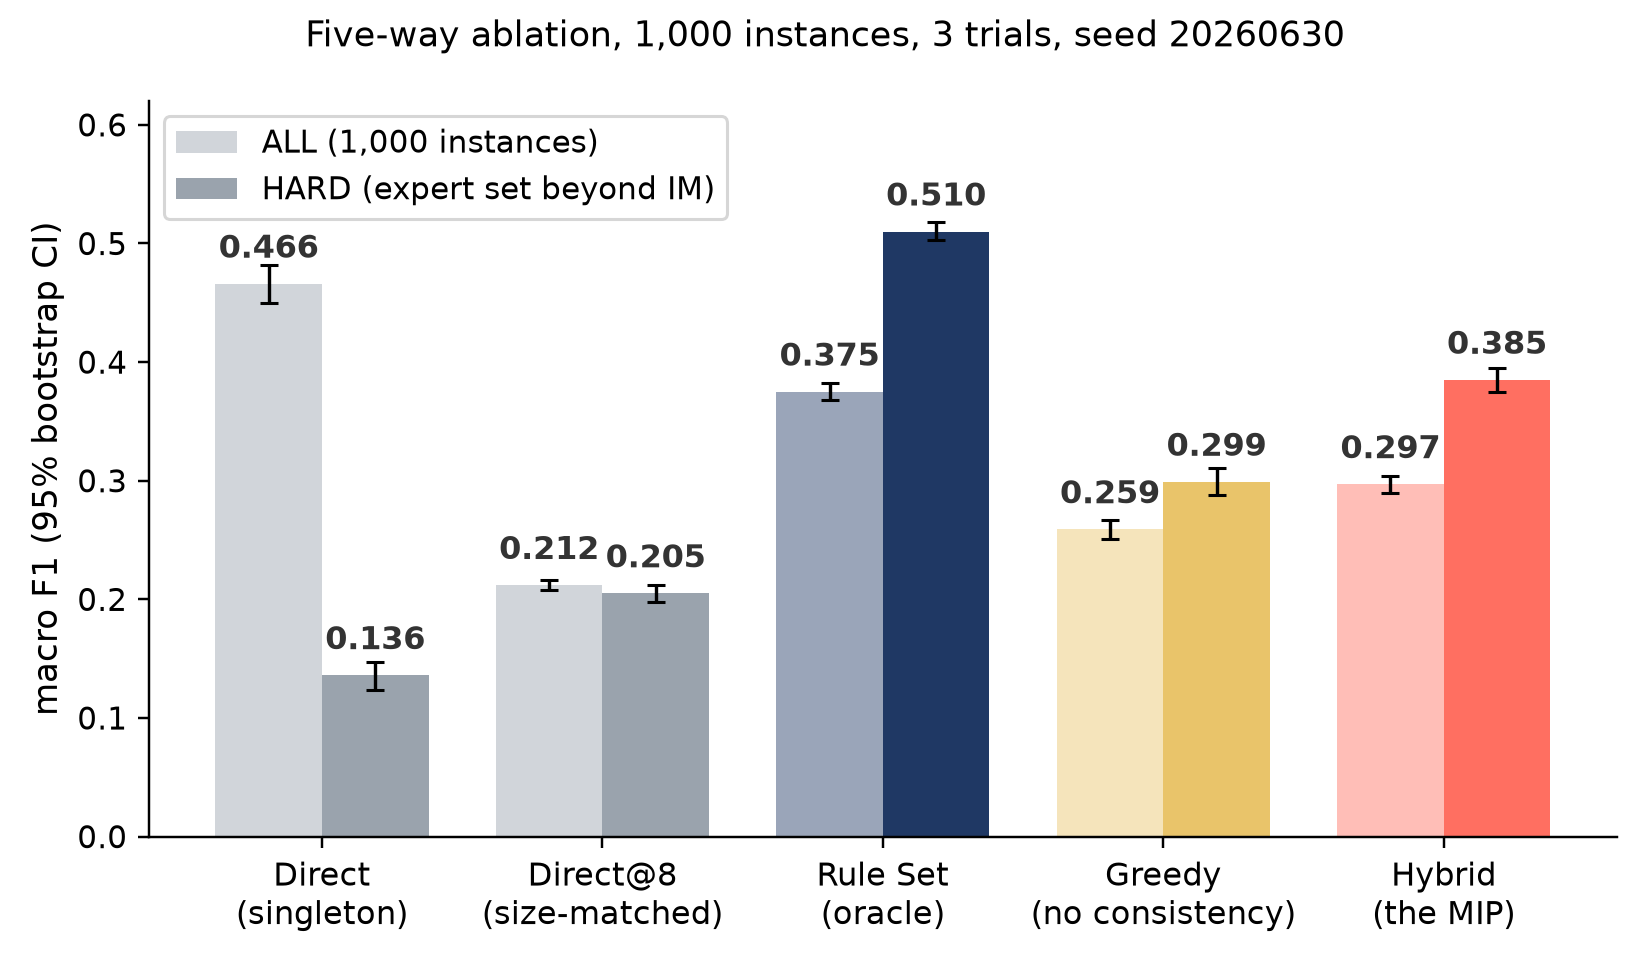 Five-way ablation, 1,000 instances, 3 trials, seed 20260630
macro F1 (95% bootstrap CI)
0.6
0.5
0.4
0.3
0.2
0.1
0.0
ALL (1,000 instances)
HARD (expert set beyond IM)
0.466
0.136
0.212
0.205
0.375
0.510
0.259
0.299
0.297
0.385
Direct
(singleton)
Direct@8
(size-matched)
Rule Set
(oracle)
Greedy
(no consistency)
Hybrid
(the MIP)